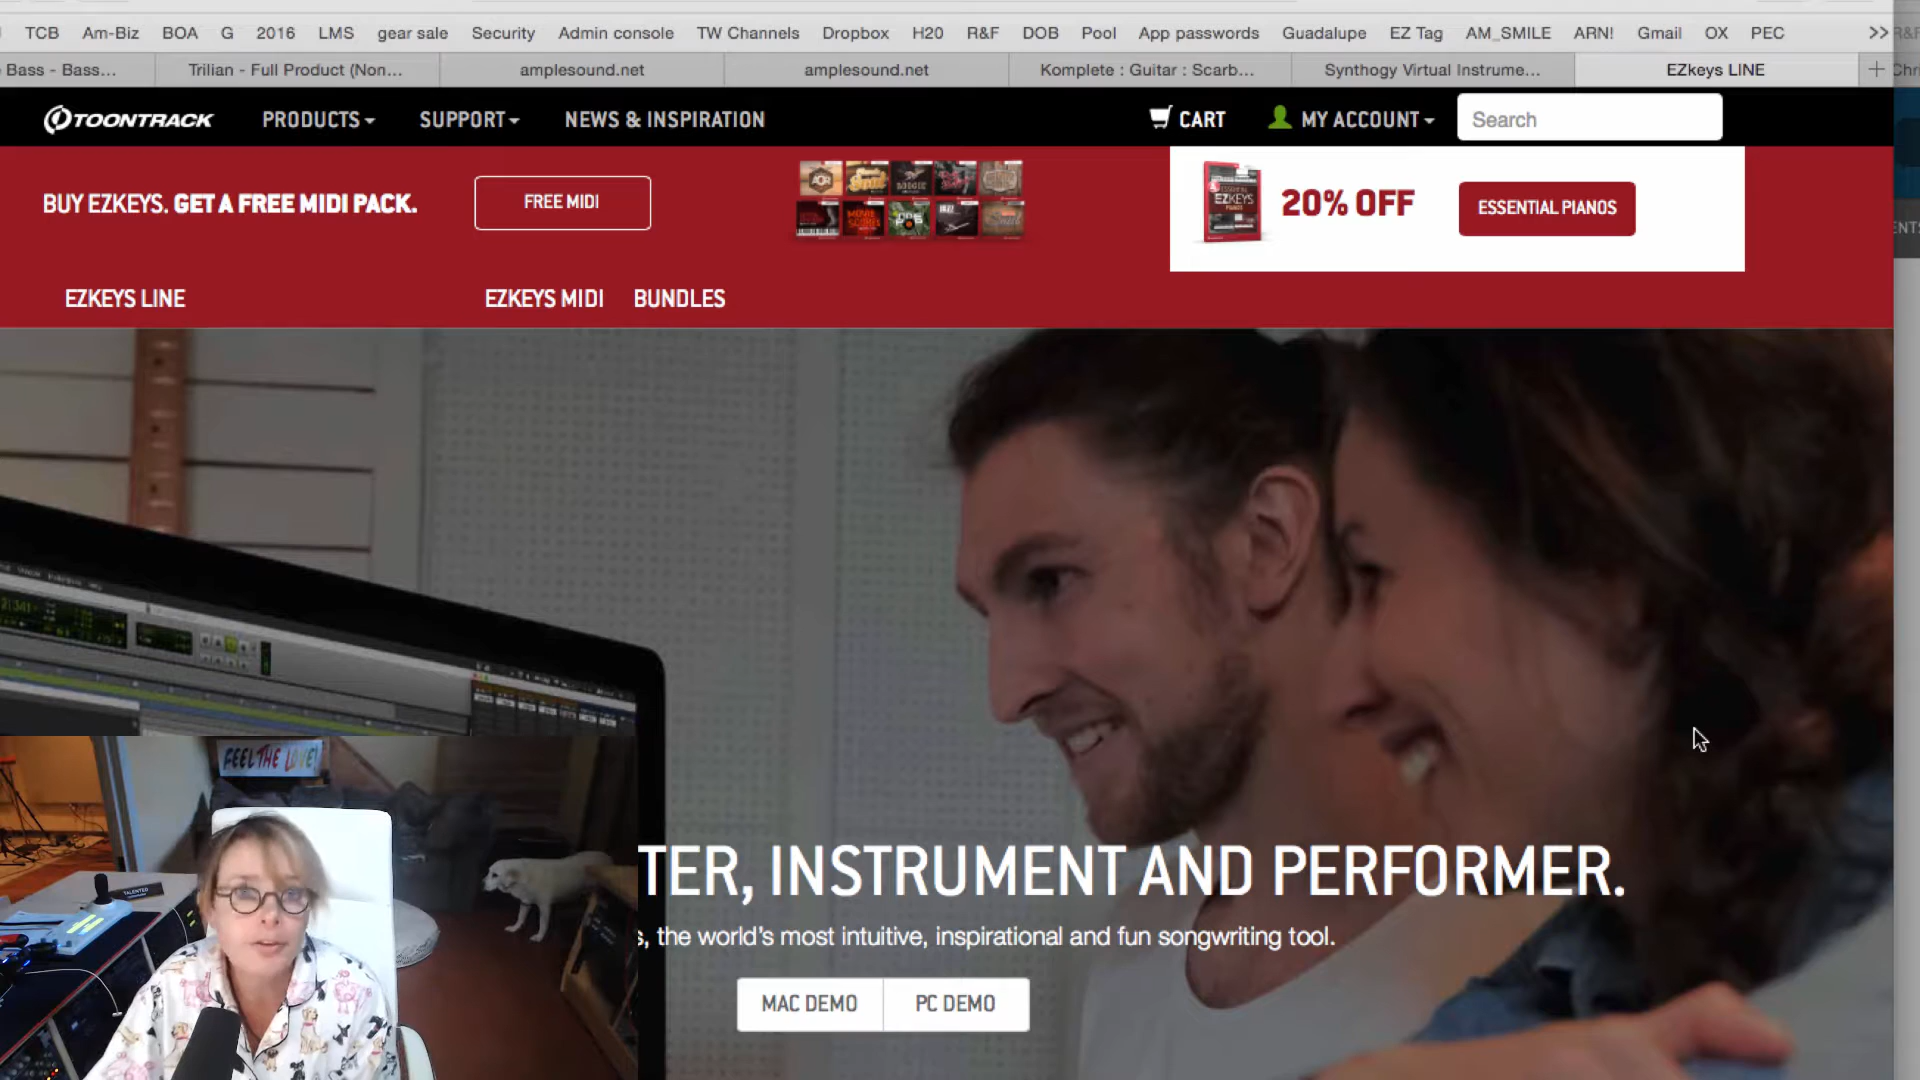 TCB Am-Biz BOA G 2016 LMS gear sale Security Admin console TW Channels Dropbox H20 R&F DOB Pool App passwords Guadalupe EZ Tag AM_SMILE ARN! Gmail OX PEC >>
Bass - Bass... Trilian - Full Product (Non... amplesound.net amplesound.net Komplete : Guitar : Scarb... Synthogy Virtual Instrume... EZkeys LINE +
TOONTRACK PRODUCTS SUPPORT NEWS & INSPIRATION CART MY ACCOUNT Search
BUY EZKEYS. GET A FREE MIDI PACK. FREE MIDI 20% OFF ESSENTIAL PIANOS
EZKEYS LINE EZKEYS MIDI BUNDLES
FEEL THE LOVE!
TALENTED
TER, INSTRUMENT AND PERFORMER.
s, the world's most intuitive, inspirational and fun songwriting tool.
MAC DEMO PC DEMO